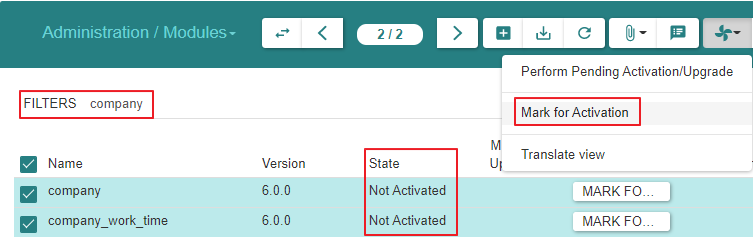 Administration / Modules
2 / 2
Perform Pending Activation/Upgrade
FILTERS company
Mark for Activation
Translate view
Name Version State
company 6.0.0 Not Activated MARK FO...
company_work_time 6.0.0 Not Activated MARK FO...